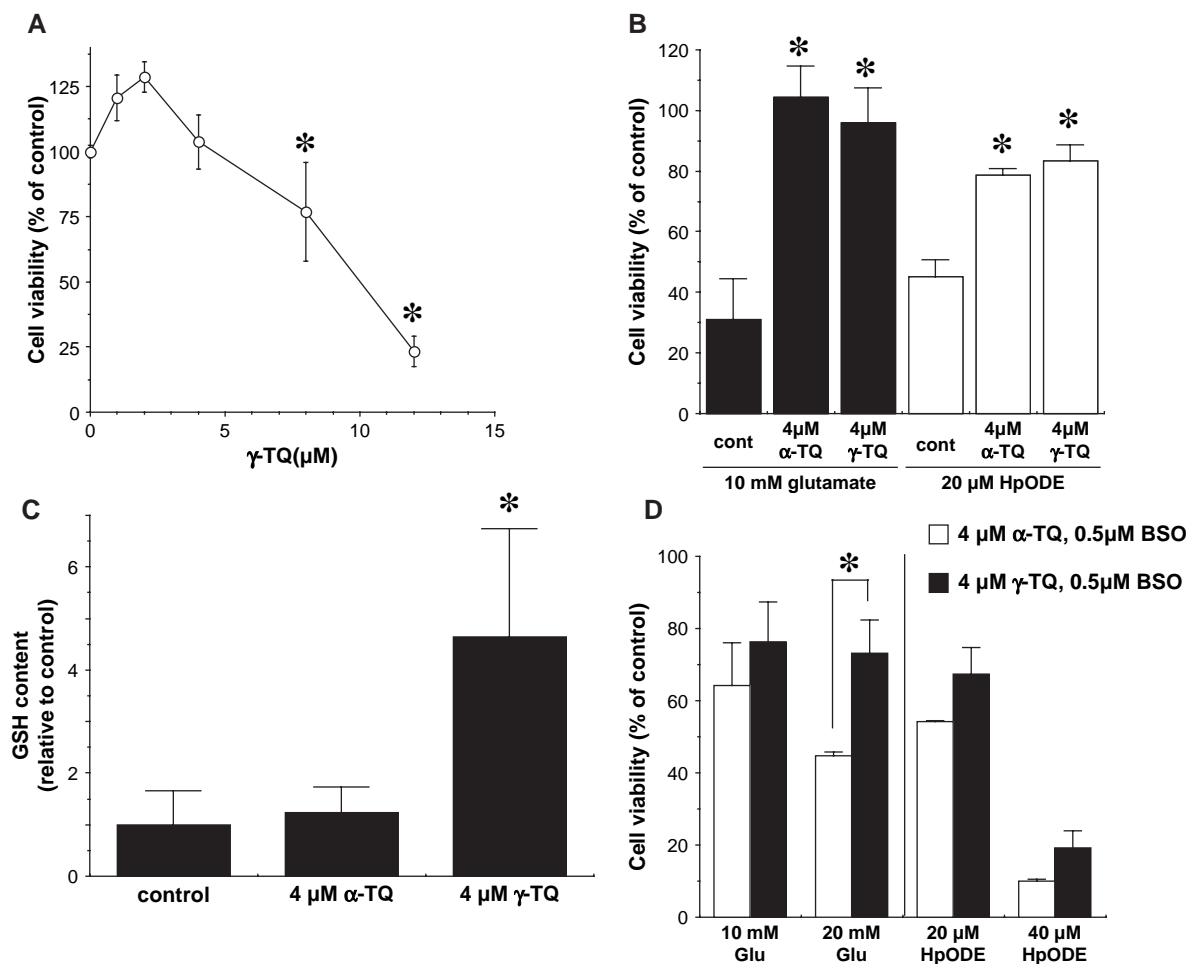 A
Cell viability (% of control)
125
100
75
50
25
0
0 5 10 15
γ-TQ(µM)
*
*
B
Cell viability (% of control)
120
100
80
60
40
20
0
* *
* *
cont 4µM α-TQ 4µM γ-TQ cont 4µM α-TQ 4µM γ-TQ
10 mM glutamate 20 µM HpODE
C
GSH content
(relative to control)
6
4
2
0
*
control 4 µM α-TQ 4 µM γ-TQ
D
4 µM α-TQ, 0.5µM BSO
4 µM γ-TQ, 0.5µM BSO
Cell viability (% of control)
100
80
60
40
20
0
*
10 mM 20 mM 20 µM 40 µM
Glu Glu HpODE HpODE